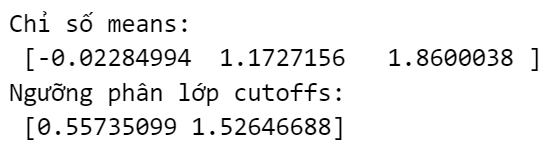 Chỉ số means:
[-0.02284994 1.1727156 1.8600038 ]
Ngưỡng phân lớp cutoffs:
[0.55735099 1.52646688]